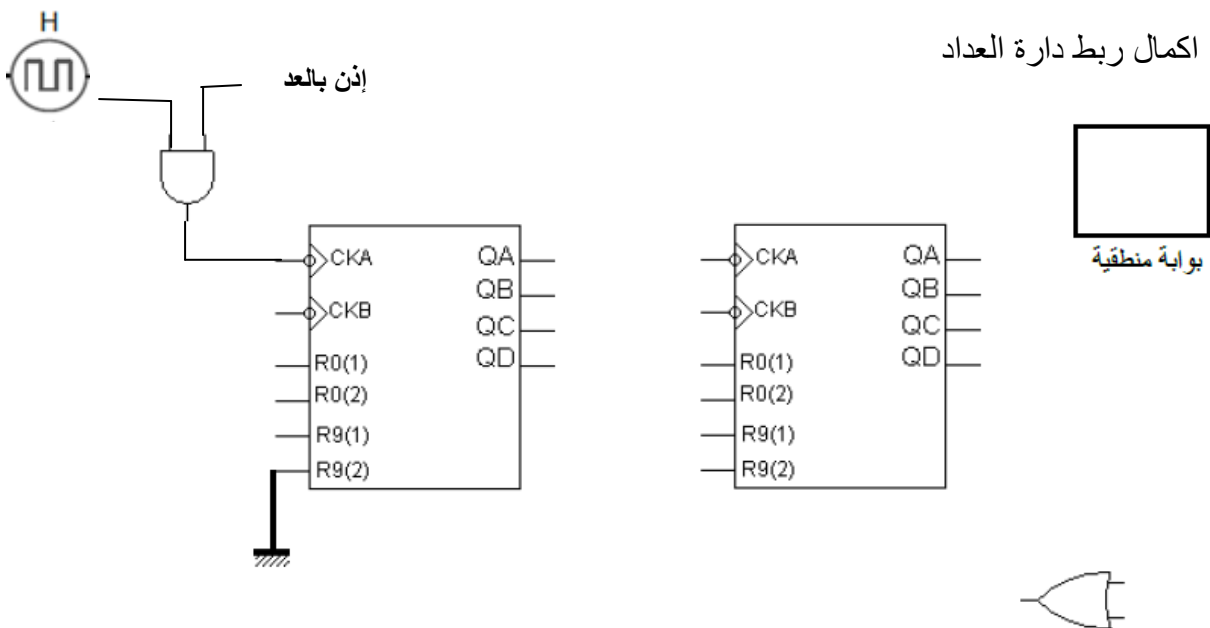 H
اكمال ربط دارة العداد
إذن بالعد
بوابة منطقية
CKA
QA
QB
CKB
QC
QD
R0(1)
R0(2)
R9(1)
R9(2)
CKA
QA
QB
CKB
QC
QD
R0(1)
R0(2)
R9(1)
R9(2)